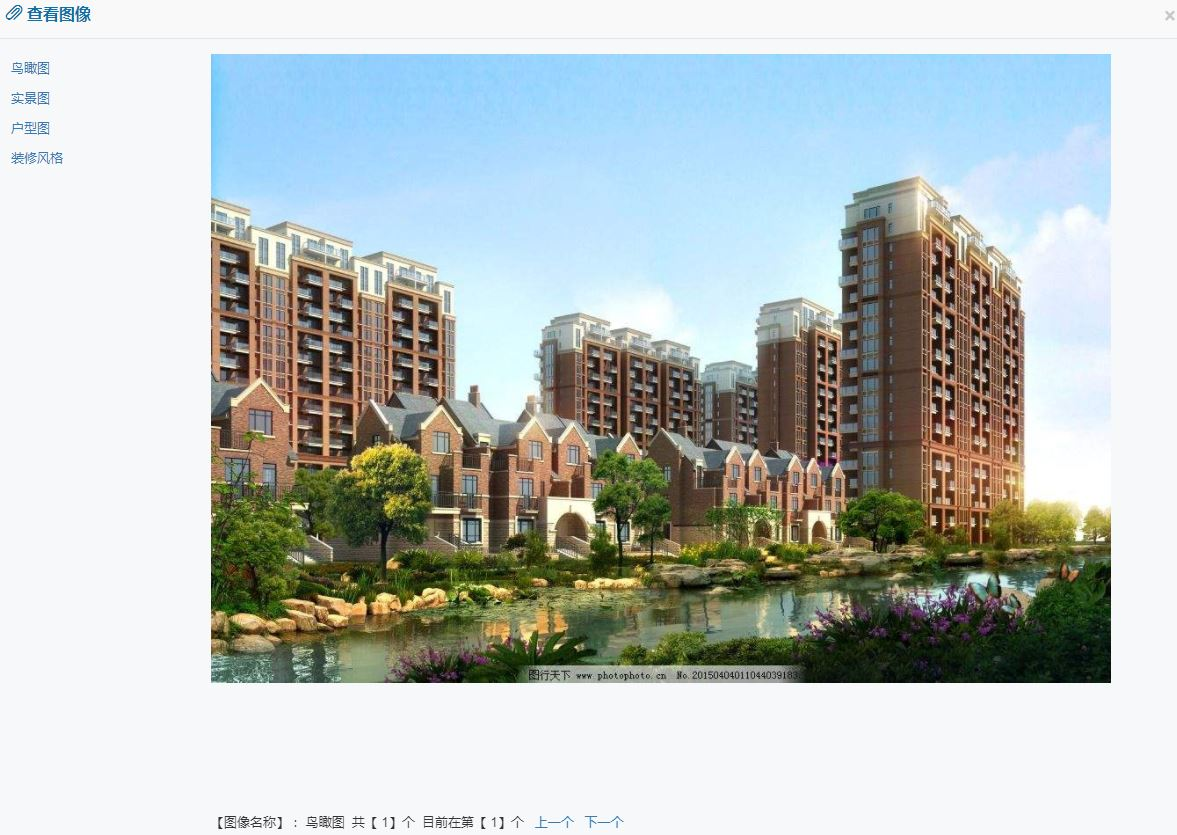 查看图像
×
鸟瞰图
实景图
户型图
装修风格
图行天下 www.photophoto.cn No.20150404011044039183
【图像名称】： 鸟瞰图 共【 1】个 目前在第【 1】个 上一个 下一个